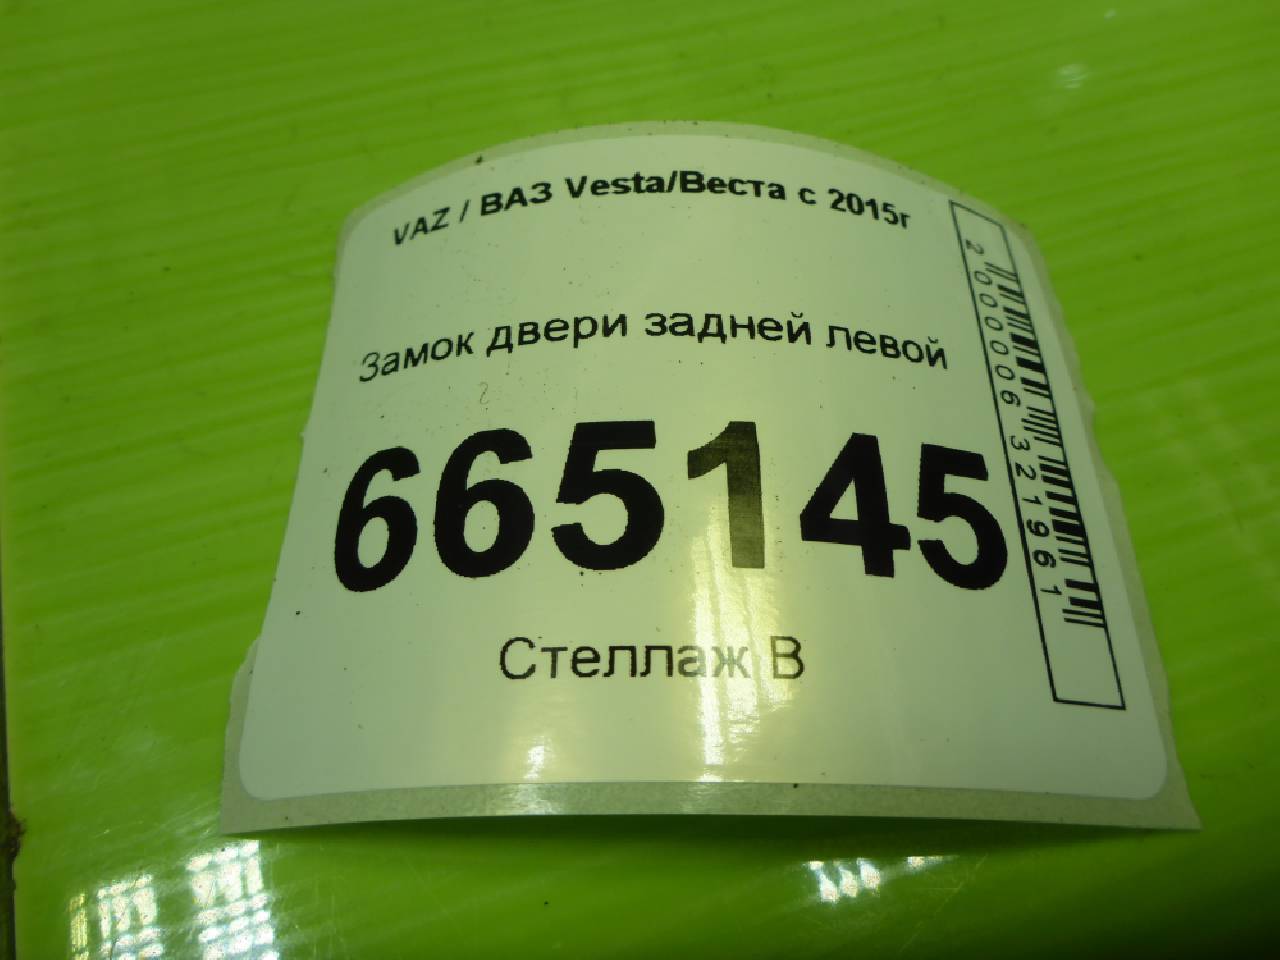 VAZ / ВАЗ Vesta/Веста с 2015г
Замок двери задней левой
665145
Стеллаж В
2000006321961